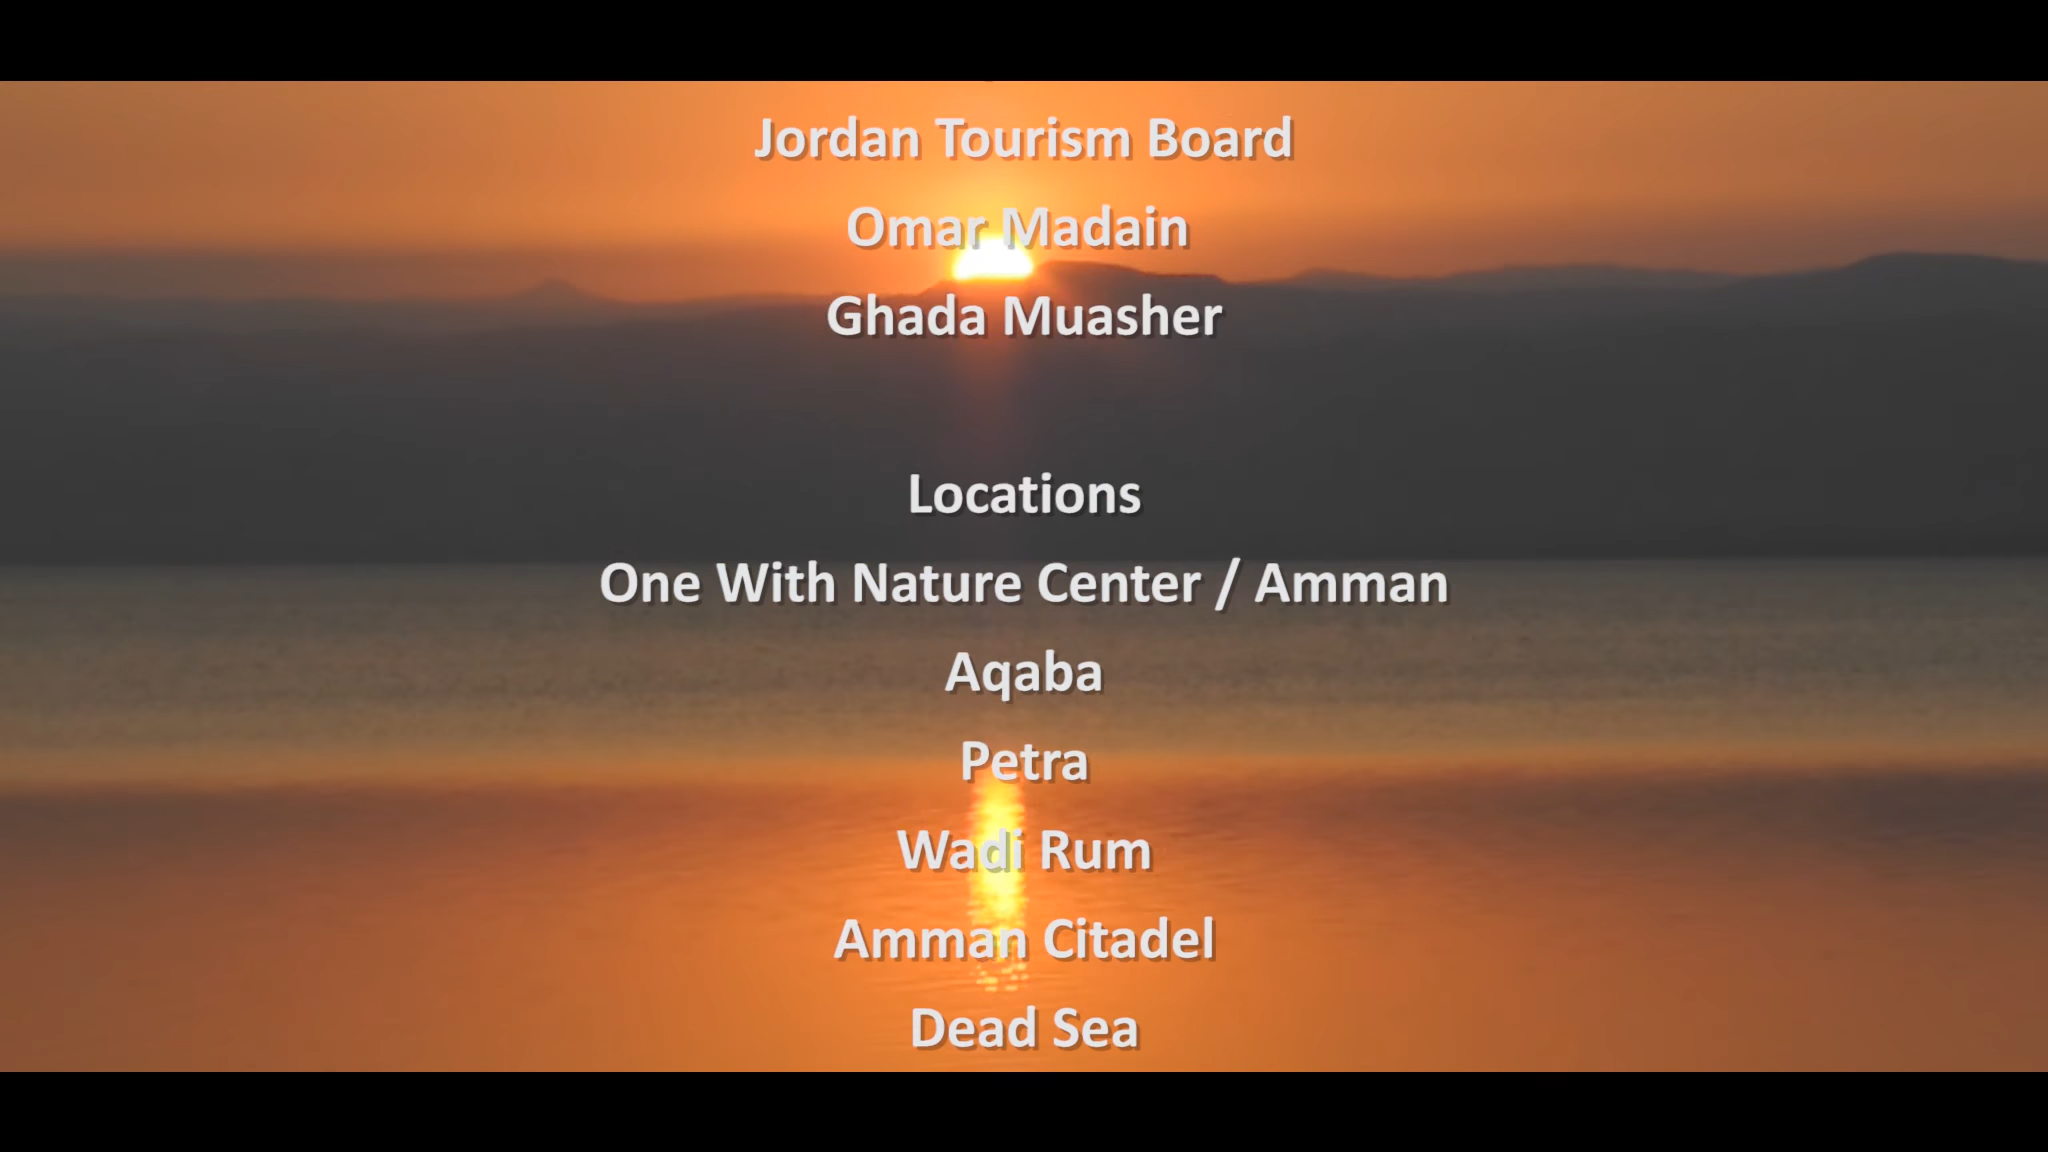 Jordan Tourism Board
Omar Madain
Ghada Muasher
Locations
One With Nature Center / Amman
Aqaba
Petra
Wadi Rum
Amman Citadel
Dead Sea